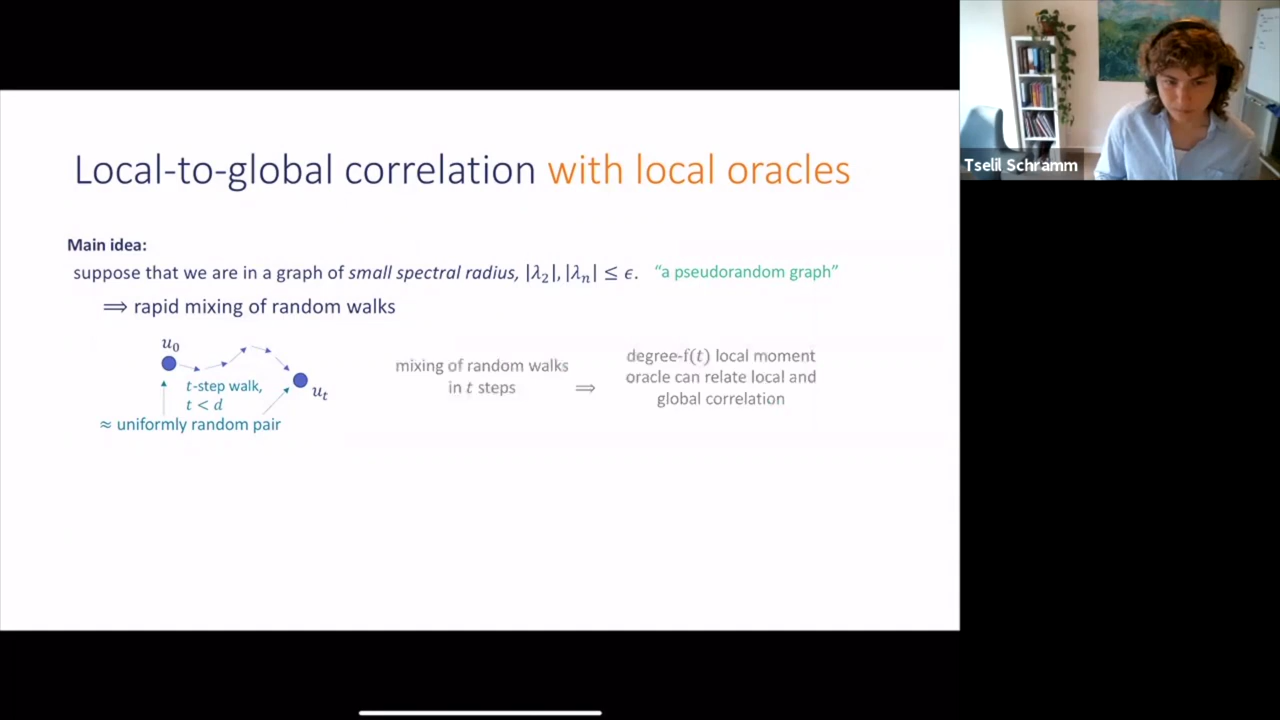 Local-to-global correlation with local oracles
Main idea:
suppose that we are in a graph of small spectral radius, |λ₂|, |λₙ| ≤ ϵ. “a pseudorandom graph”
⟹ rapid mixing of random walks
u₀
t-step walk,
t < d
uₜ
≈ uniformly random pair
mixing of random walks
in t steps
⟹
degree-f(t) local moment
oracle can relate local and
global correlation
Tselil Schramm